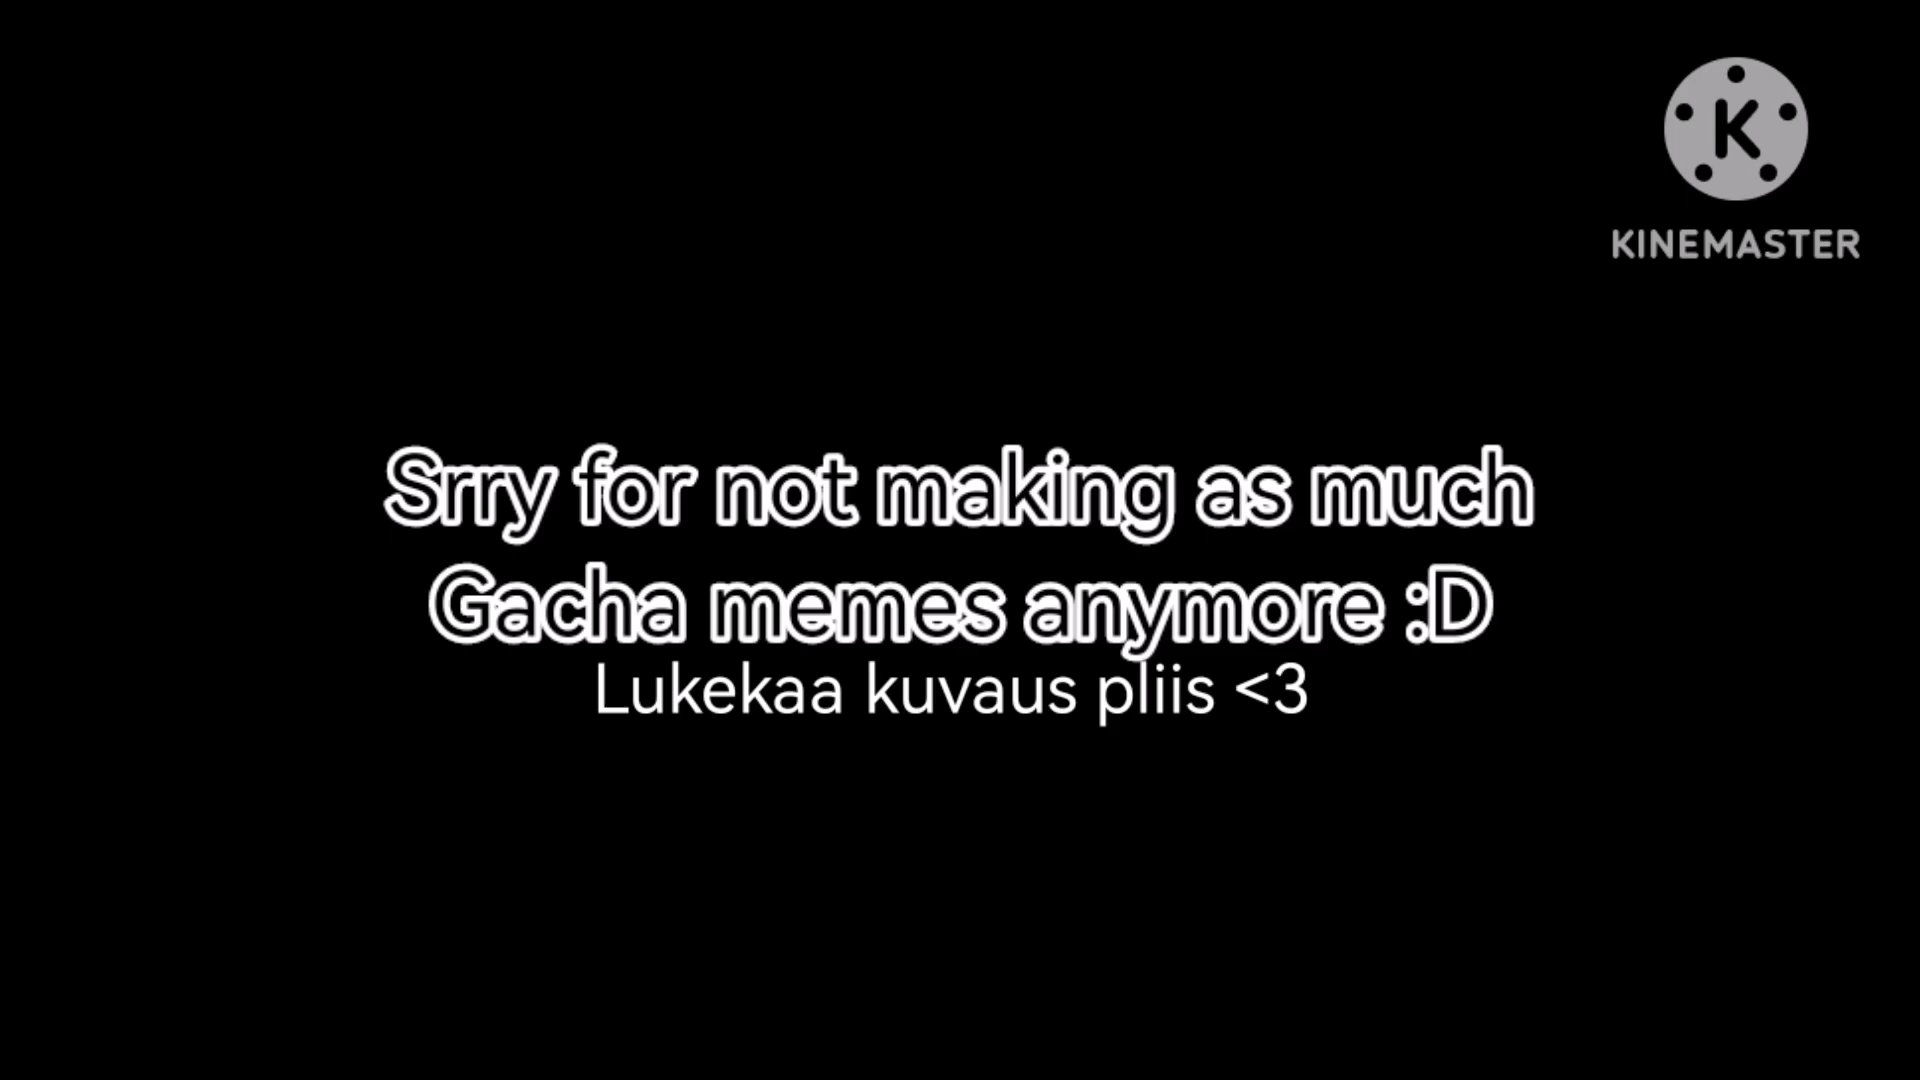 KINEMASTER
Srry for not making as much
Gacha memes anymore :D
Lukekaa kuvaus pliis <3